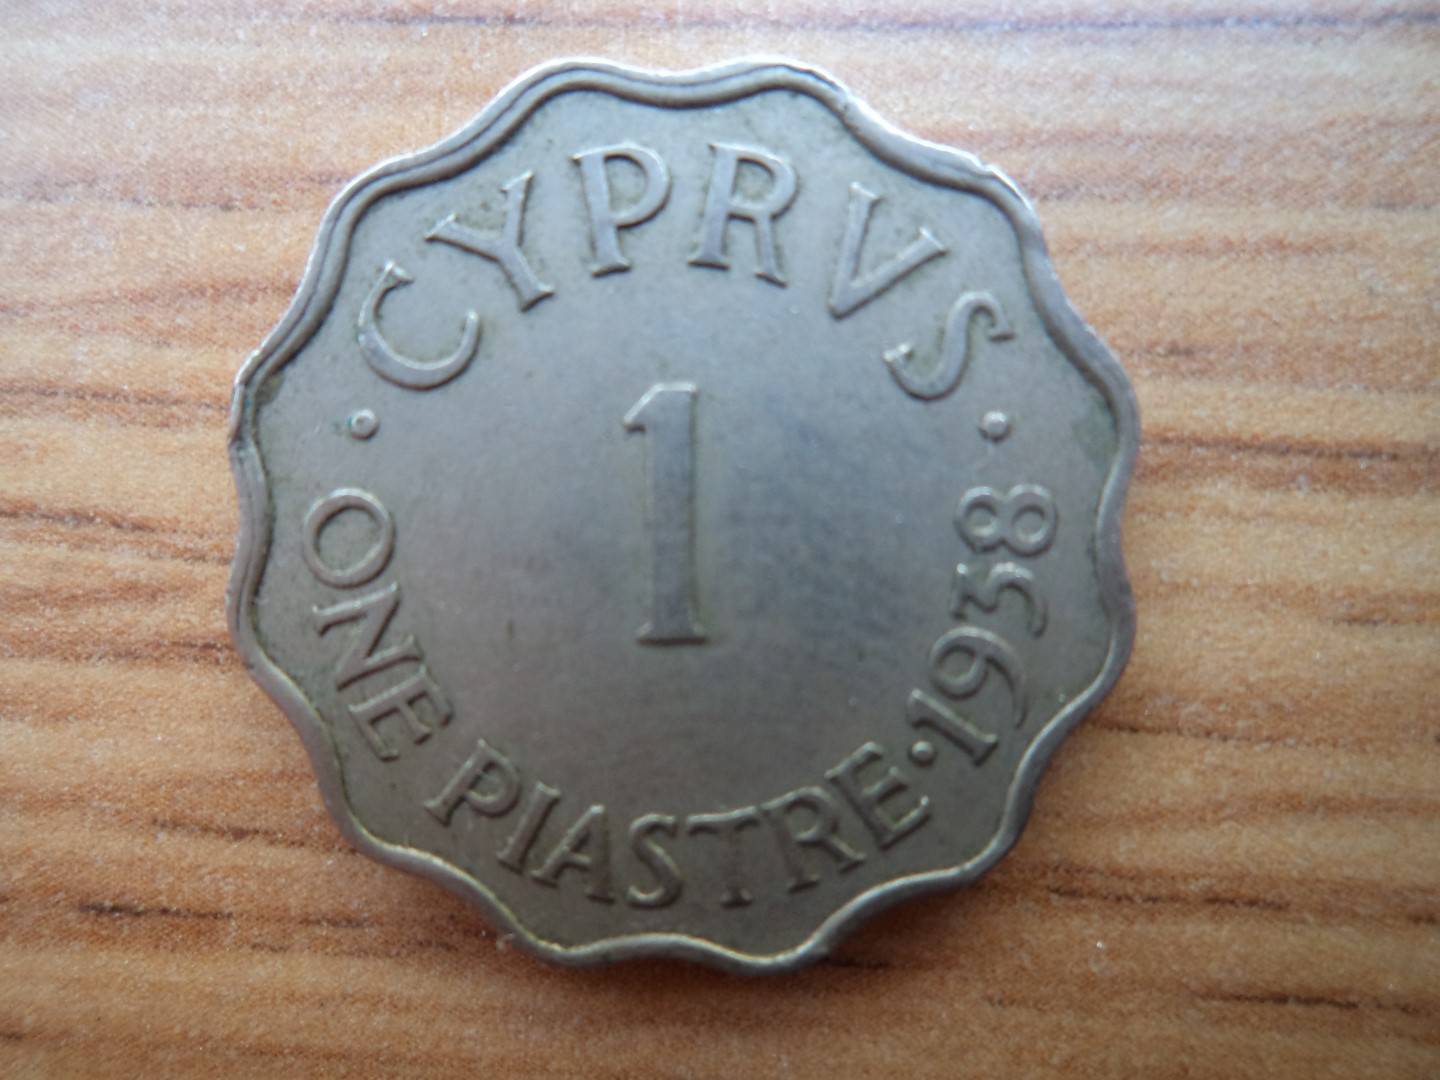 · CYPRVS ·
1
ONE PIASTRE · 1938